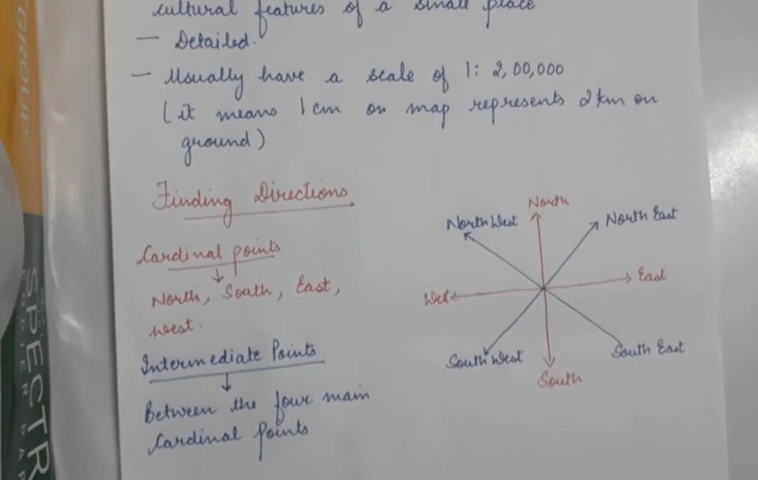 cultural features of a small place
— Detailed.
— Usually have a scale of 1: 2,00,000
(it means 1 cm on map represents 2 km on
ground)
Finding Directions
Cardinal points
North, South, East,
West.
Intermediate Points
Between the four main
Cardinal Points
North
North West
North East
West
East
South West
South East
South
GROUP
SPECTR